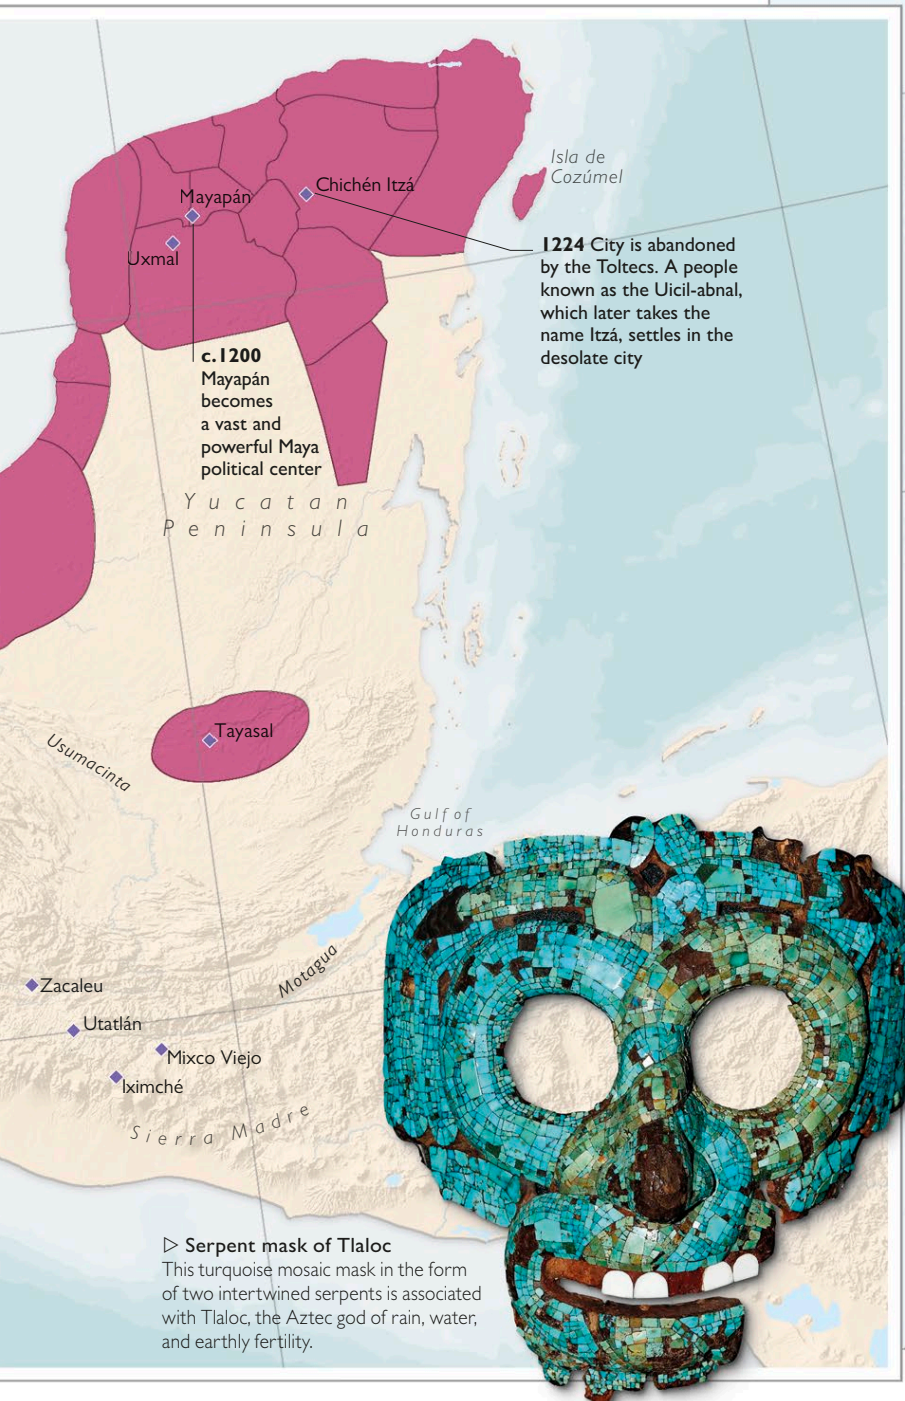 Isla de
Cozúmel
Chichén Itzá
Mayapán
Uxmal
1224 City is abandoned
by the Toltecs. A people
known as the Uicil-abnal,
which later takes the
name Itzá, settles in the
desolate city
c.1200
Mayapán
becomes
a vast and
powerful Maya
political center
Yucatan
Peninsula
Tayasal
Usumacinta
Gulf of
Honduras
Motagua
Zacaleu
Utatlán
Mixco Viejo
Iximché
Sierra Madre
▷ Serpent mask of Tlaloc
This turquoise mosaic mask in the form
of two intertwined serpents is associated
with Tlaloc, the Aztec god of rain, water,
and earthly fertility.